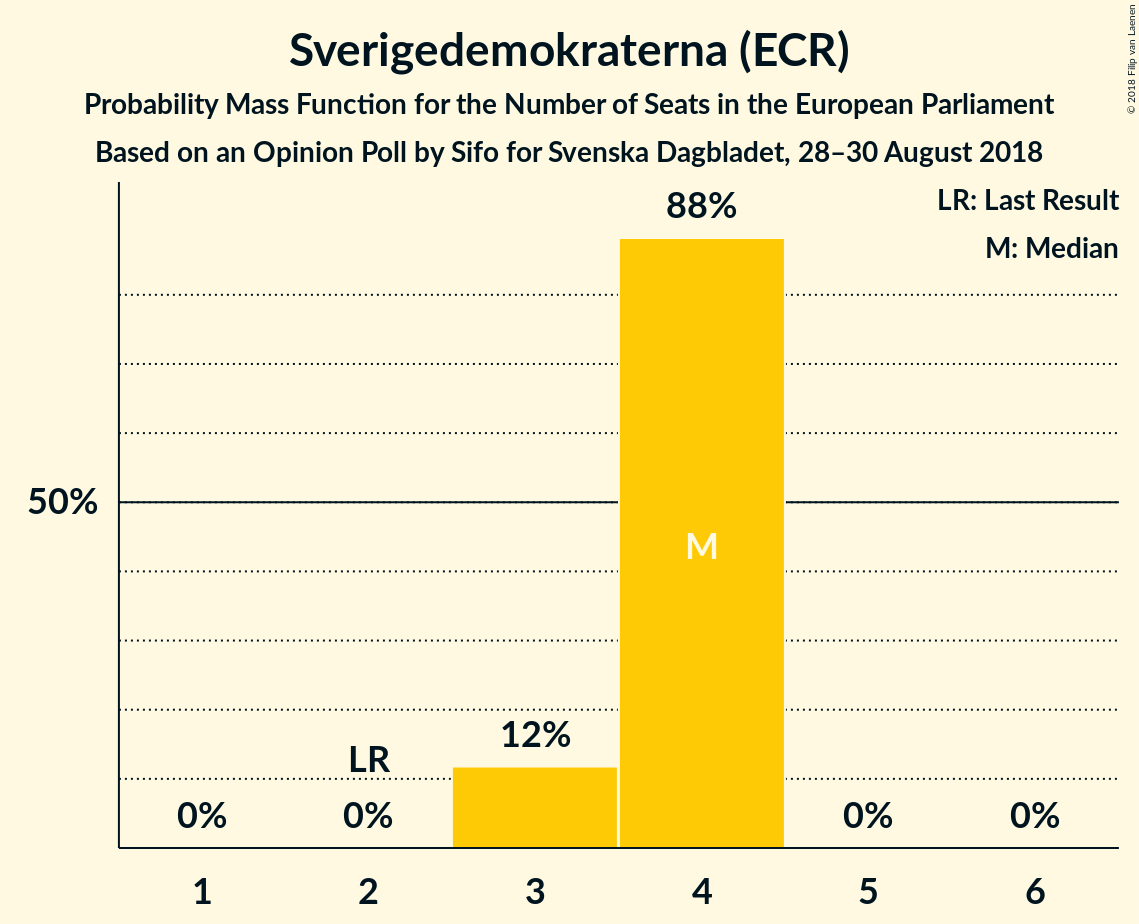 Sverigedemokraterna (ECR)
Probability Mass Function for the Number of Seats in the European Parliament
Based on an Opinion Poll by Sifo for Svenska Dagbladet, 28–30 August 2018
© 2018 Filip van Laenen
LR: Last Result
M: Median
88%
50%
M
12%
LR
0% 0% 0% 0%
1 2 3 4 5 6